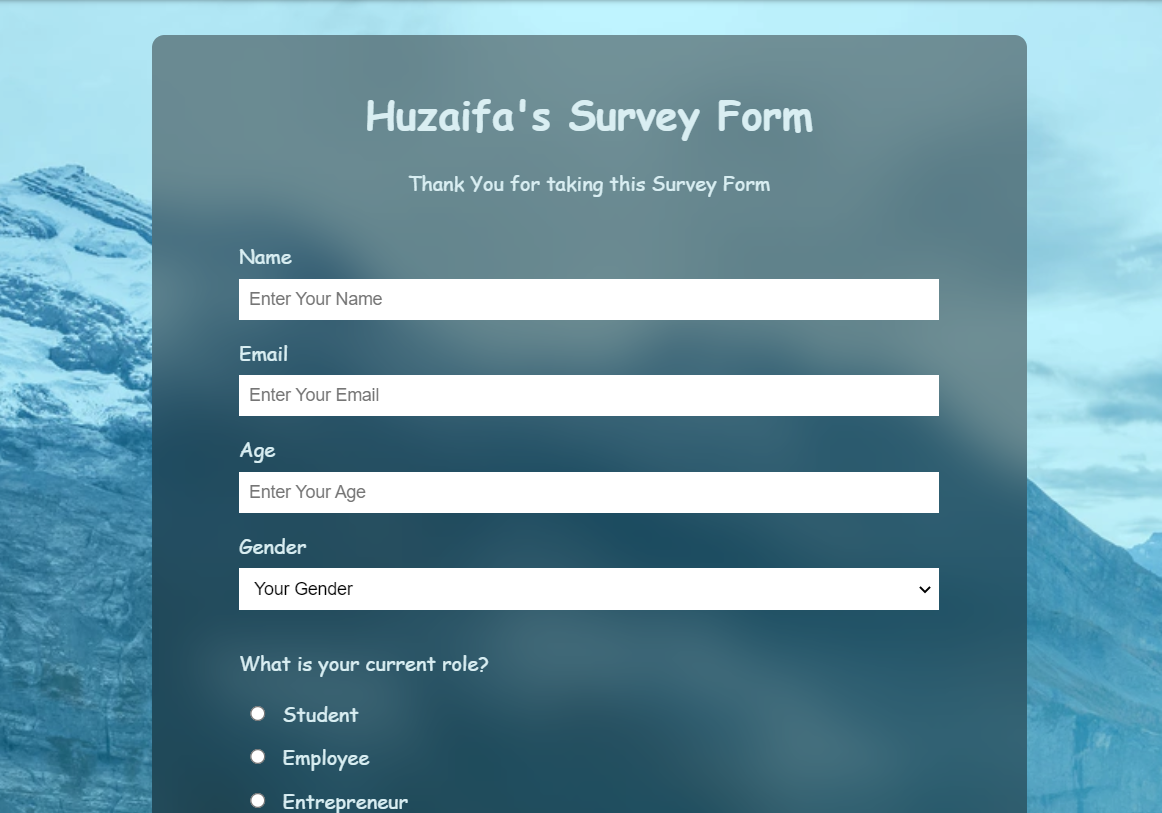 Huzaifa's Survey Form
Thank You for taking this Survey Form
Name
Enter Your Name
Email
Enter Your Email
Age
Enter Your Age
Gender
Your Gender
What is your current role?
Student
Employee
Entrepreneur